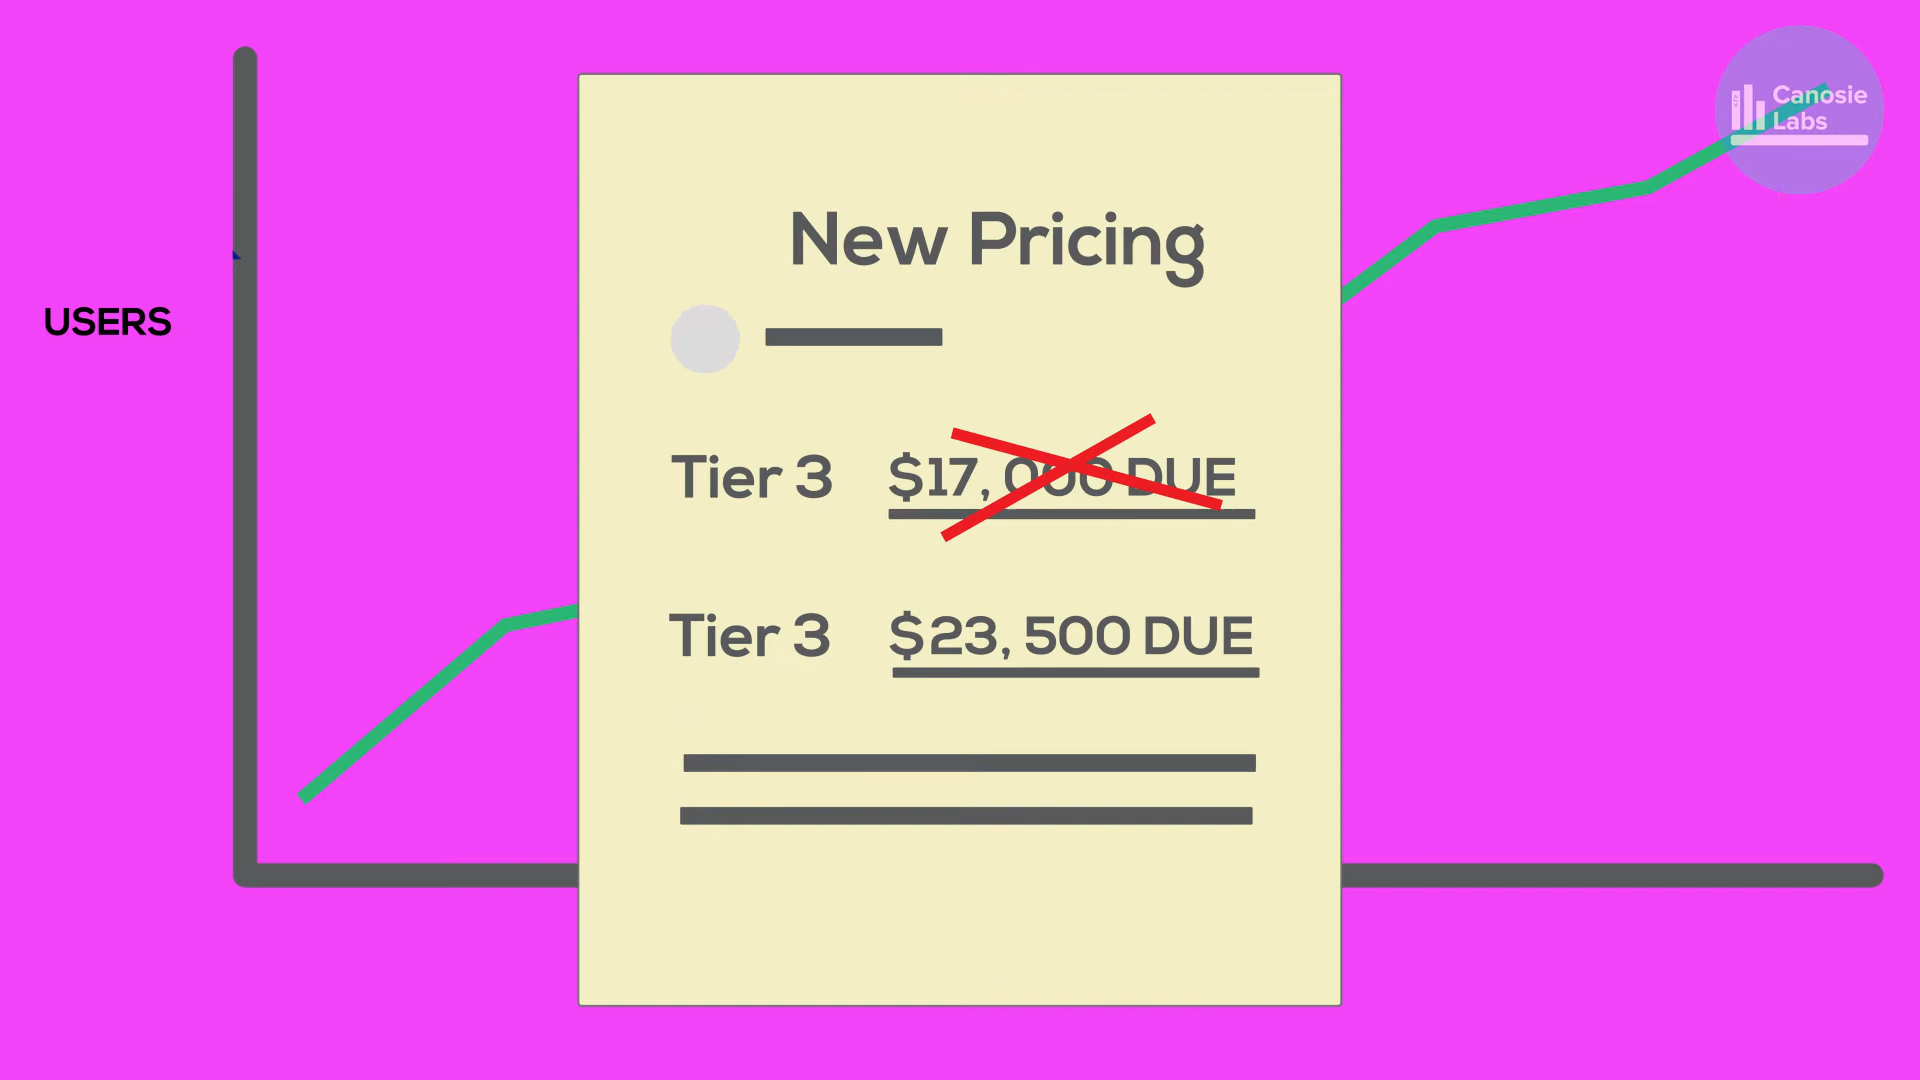 Canosie
Labs
New Pricing
USERS
Tier 3 $17, 000 DUE
Tier 3 $23, 500 DUE